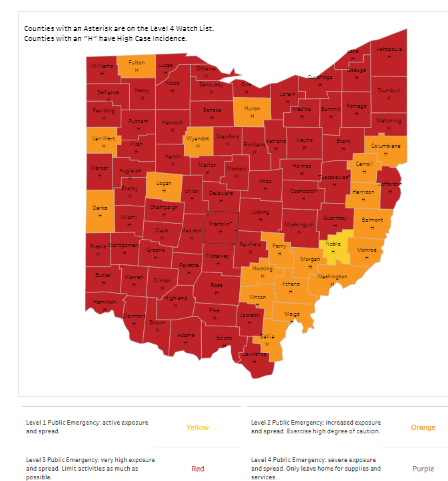 Counties with an Asterisk are on the Level 4 Watch List.
Counties with an "H" have High Case Incidence.
Lake
Ashtabula
H
Williams
H
Fulton
H
Lucas
H
Ottawa
H
Geauga
H
Cuyahoga
Wood
H
Sandusky
H
Erie
H
Defiance
H
Henry
H
Lorain
H
Trumbull
H
Paulding
H
Seneca
H
Huron
H
Medina
H
Summit
H
Portage
H
Putnam
H
Hancock
H
Mahoning
H
Van Wert
H
Allen
H
Wyandot
H
Crawford
H
Richland
H
Ashland
H
Wayne
H
Stark
H
Columbiana
H
Mercer
H
Auglaize
H
Hardin
H
Marion
H
Morrow
H
Holmes
H
Carroll
H
Tuscarawas
H
Jefferson
H
Shelby
H
Logan
H
Union
H
Delaware
H
Knox
H
Coshocton
H
Harrison
H
Darke
H
Miami
H
Champaign
H
Licking
H
Muskingum
H
Guernsey
H
Belmont
H
Clark
H
Madison
H
Franklin*
H
Preble
H
Montgomery
H
Greene
H
Fairfield
H
Perry
H
Noble
H
Monroe
H
Fayette
H
Pickaway
H
Morgan
H
Butler
H
Warren
H
Clinton
H
Hocking
H
Athens
H
Washington
H
Hamilton
H
Highland
H
Ross
H
Vinton
H
Clermont
H
Brown
H
Pike
H
Jackson
H
Meigs
H
Adams
H
Scioto
H
Gallia
H
Lawrence
H
Level 1 Public Emergency: active exposure
and spread.
Yellow
Level 2 Public Emergency: increased exposure
and spread. Exercise high degree of caution.
Orange
Level 3 Public Emergency: very high exposure
and spread. Limit activities as much as
possible.
Red
Level 4 Public Emergency: severe exposure
and spread. Only leave home for supplies and
services.
Purple